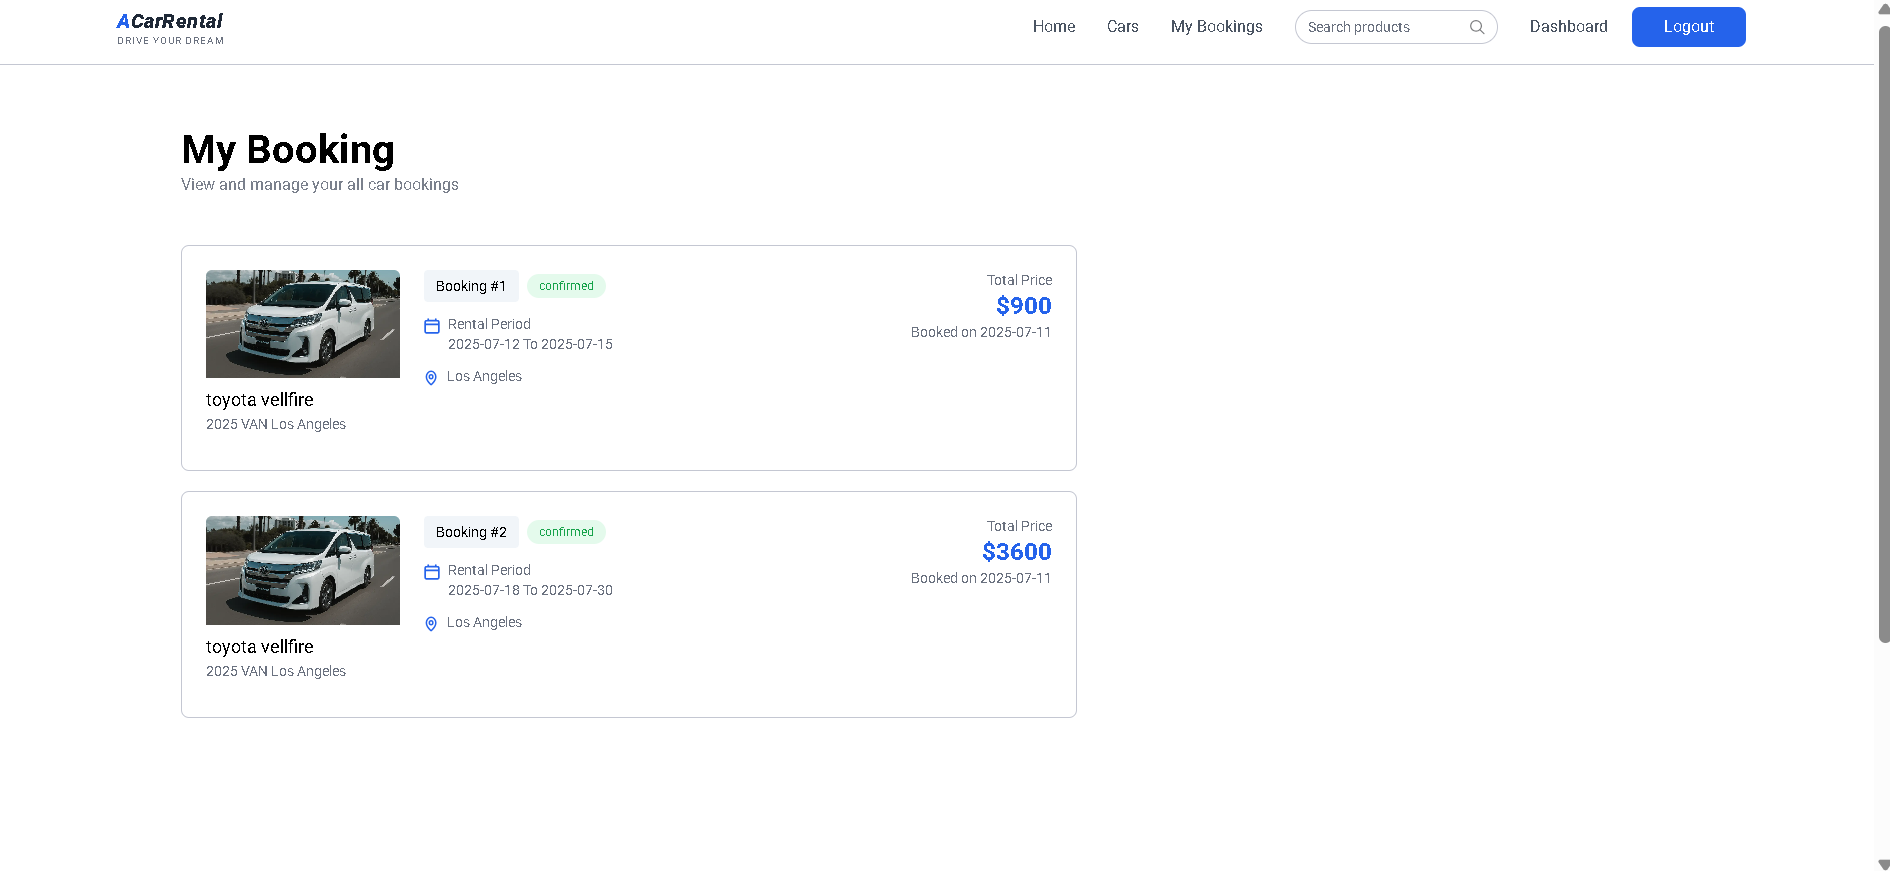 ACarRental
DRIVE YOUR DREAM
Home
Cars
My Bookings
Search products
Dashboard
Logout
My Booking
View and manage your all car bookings
Booking #1
confirmed
Rental Period
2025-07-12 To 2025-07-15
Los Angeles
toyota vellfire
2025 VAN Los Angeles
Total Price
$900
Booked on 2025-07-11
Booking #2
confirmed
Rental Period
2025-07-18 To 2025-07-30
Los Angeles
toyota vellfire
2025 VAN Los Angeles
Total Price
$3600
Booked on 2025-07-11